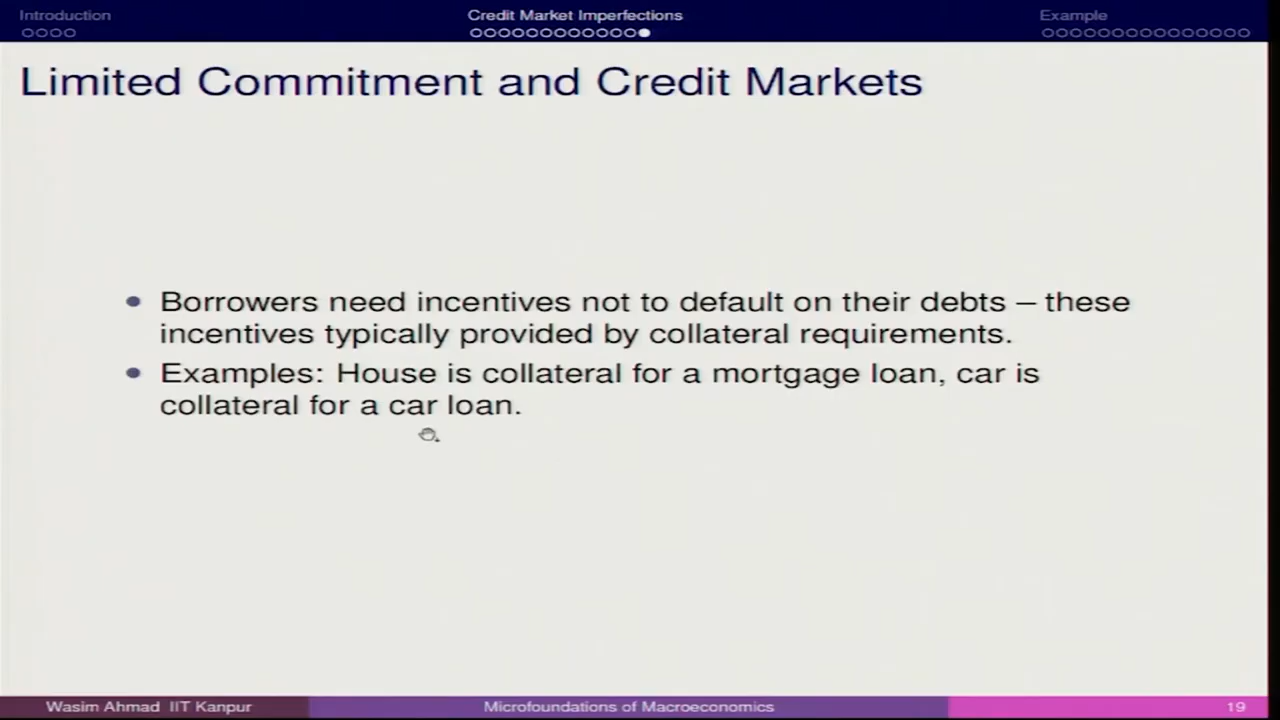 Introduction
Credit Market Imperfections
Example
Limited Commitment and Credit Markets
Borrowers need incentives not to default on their debts – these
incentives typically provided by collateral requirements.
Examples: House is collateral for a mortgage loan, car is
collateral for a car loan.
Wasim Ahmad IIT Kanpur
Microfoundations of Macroeconomics
19